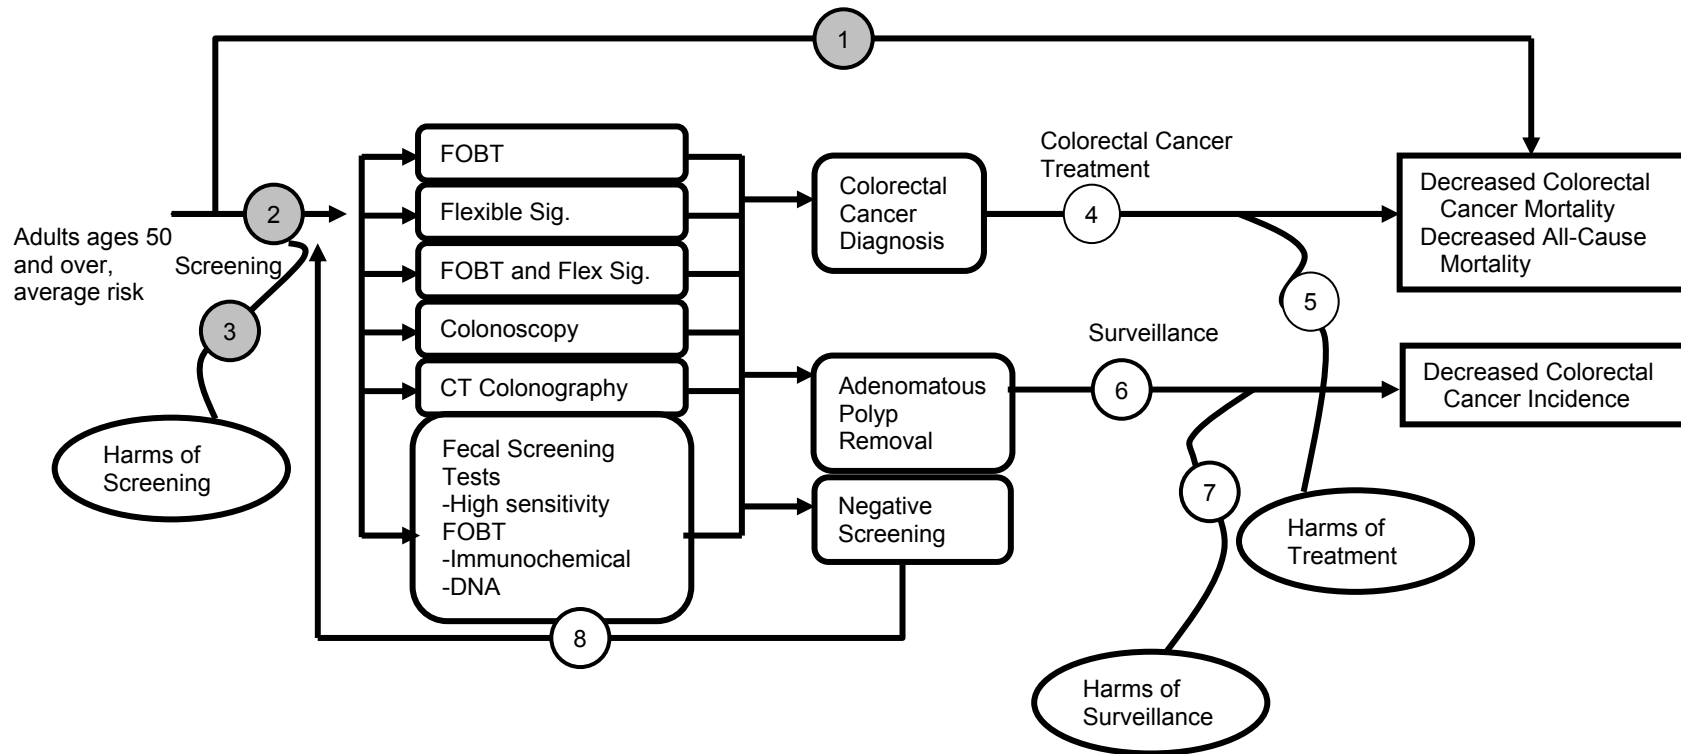 1
Adults ages 50
and over,
average risk
2
Screening
3
Harms of
Screening
FOBT
Flexible Sig.
FOBT and Flex Sig.
Colonoscopy
CT Colonography
Fecal Screening
Tests
-High sensitivity
FOBT
-Immunochemical
-DNA
8
Colorectal
Cancer
Diagnosis
Adenomatous
Polyp
Removal
Negative
Screening
Colorectal Cancer
Treatment
4
5
Harms of
Treatment
Surveillance
6
7
Harms of
Surveillance
Decreased Colorectal
Cancer Mortality
Decreased All-Cause
Mortality
Decreased Colorectal
Cancer Incidence